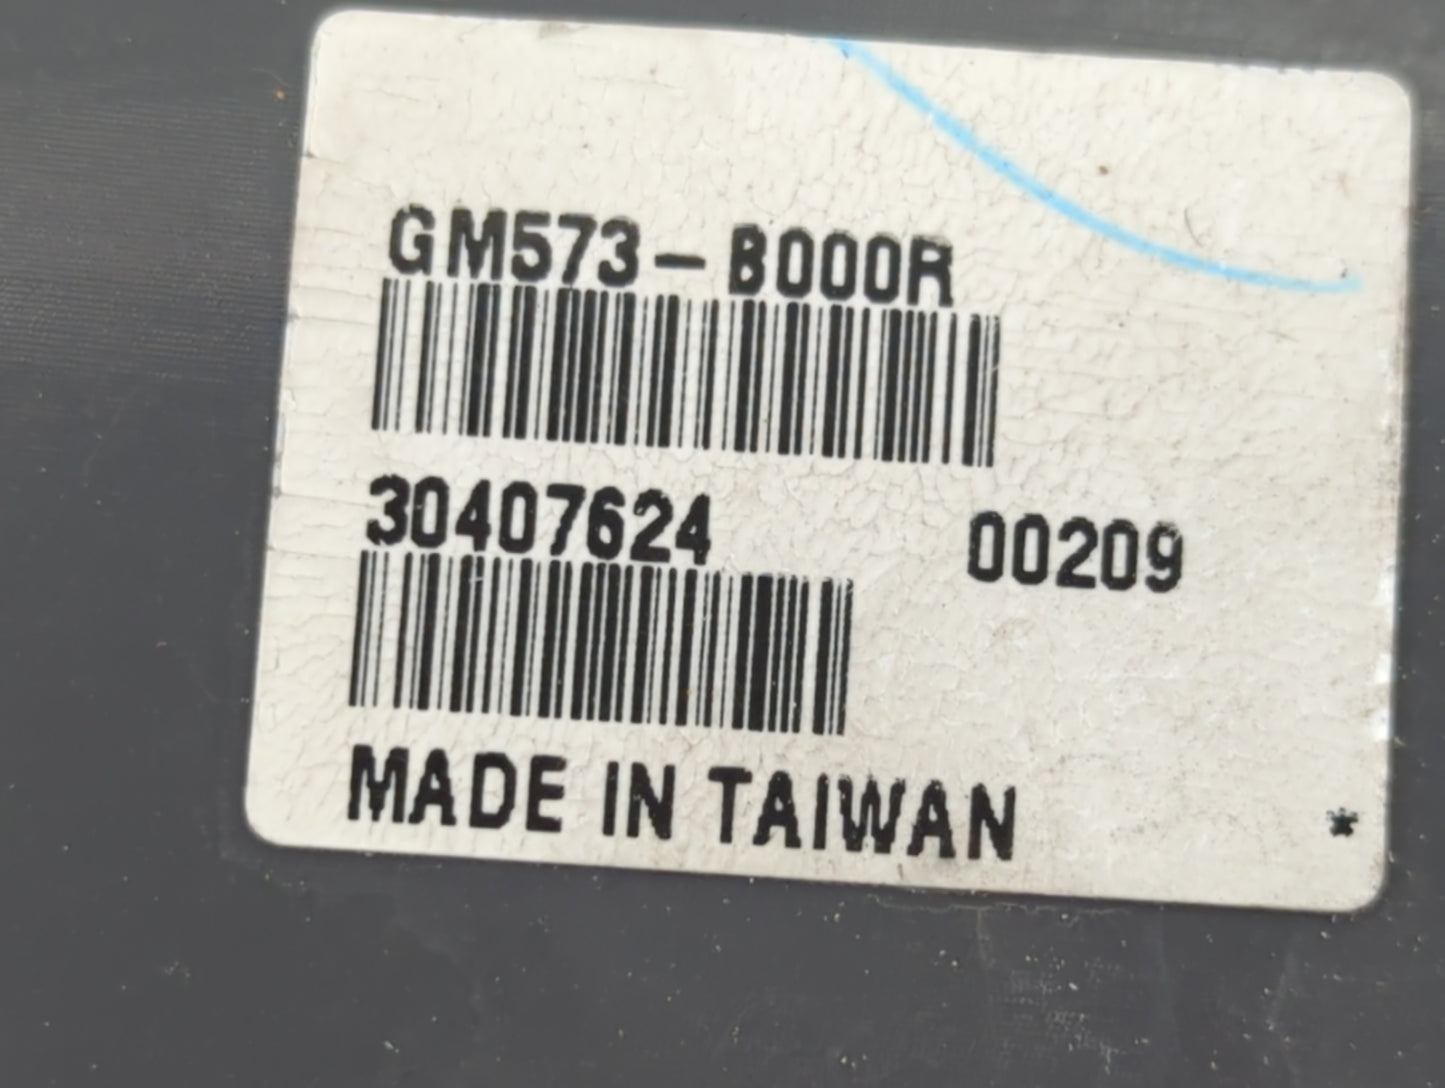 GM573-B000R
30407624 00209
MADE IN TAIWAN
*